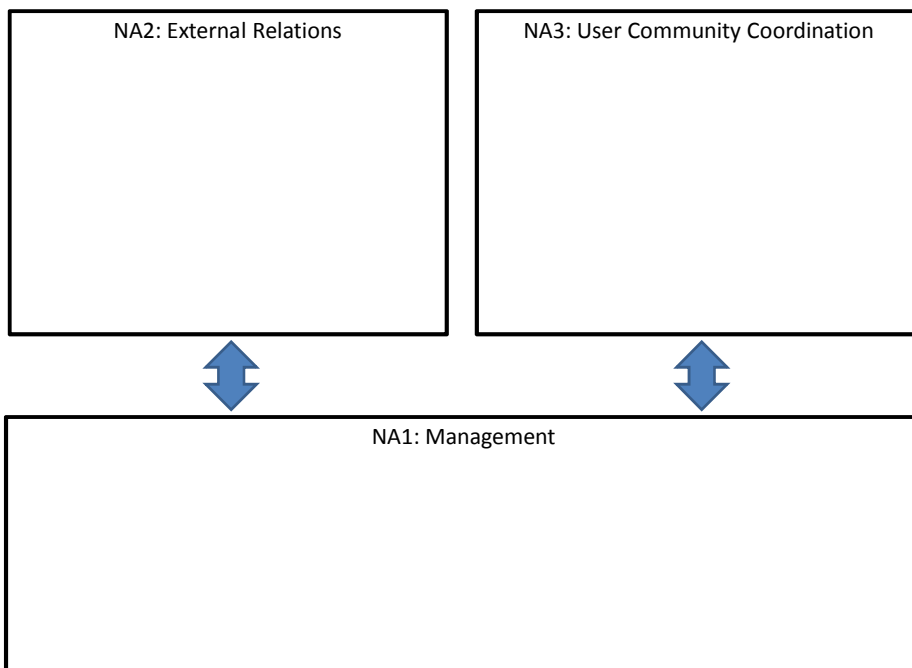 NA2: External Relations
NA3: User Community Coordination
NA1: Management